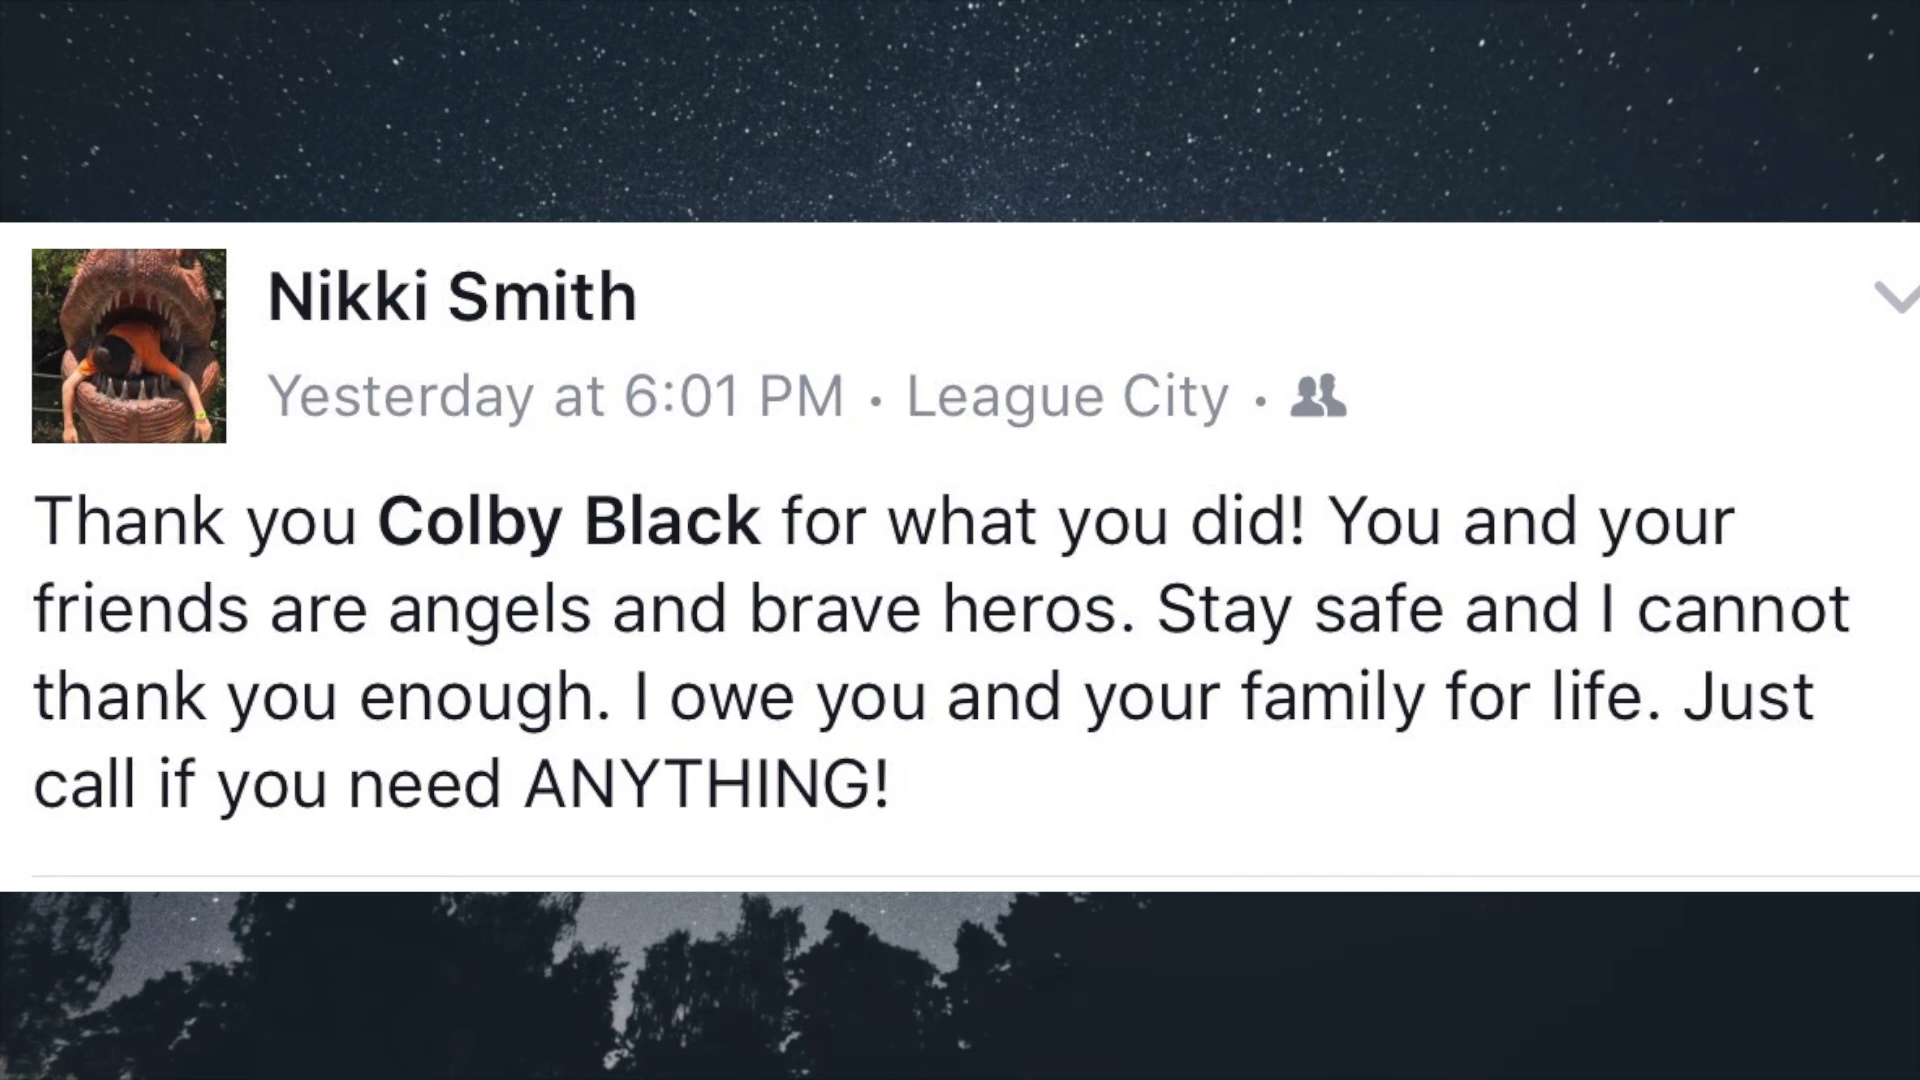 Nikki Smith
Yesterday at 6:01 PM · League City ·
Thank you Colby Black for what you did! You and your
friends are angels and brave heros. Stay safe and I cannot
thank you enough. I owe you and your family for life. Just
call if you need ANYTHING!